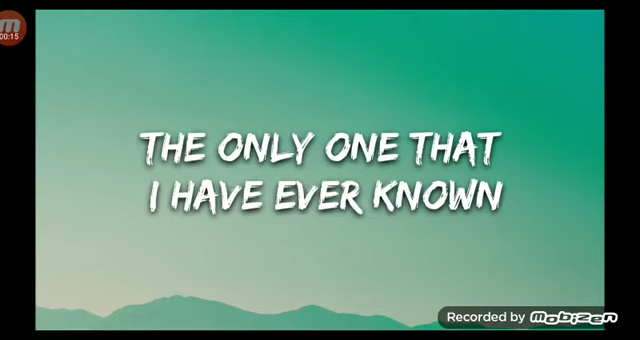 00:15
THE ONLY ONE THAT
I HAVE EVER KNOWN
Recorded by Mobizen